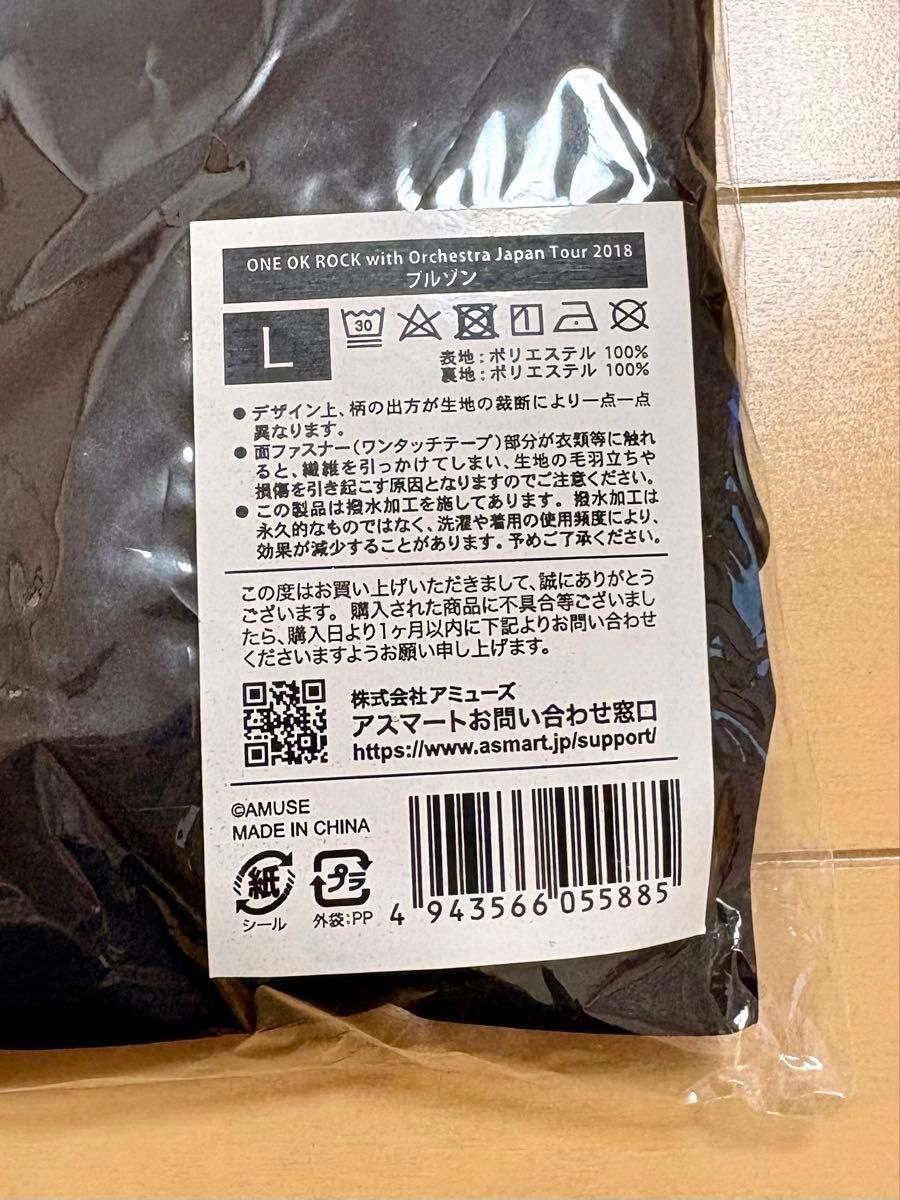 ONE OK ROCK with Orchestra Japan Tour 2018
ブルゾン
L
30
表地:ポリエステル 100%
裏地:ポリエステル 100%
● デザイン上、柄の出方が生地の裁断により一点一点
異なります。
● 面ファスナー(ワンタッチテープ)部分が衣類等に触れ
ると、繊維を引っかけてしまい、生地の毛羽立ちや
損傷を引き起こす原因となりますのでご注意ください。
● この製品は撥水加工を施してあります。撥水加工は
永久的なものではなく、洗濯や着用の使用頻度により、
効果が減少することがあります。予めご了承ください。
この度はお買い上げいただきまして、誠にありがとう
ございます。購入された商品に不具合等ございまし
たら、購入日より1ヶ月以内に下記よりお問い合わせ
くださいますようお願い申し上げます。
株式会社アミューズ
アスマートお問い合わせ窓口
https://www.asmart.jp/support/
©AMUSE
MADE IN CHINA
紙
シール
プラ
外袋:PP
4 943566 055885